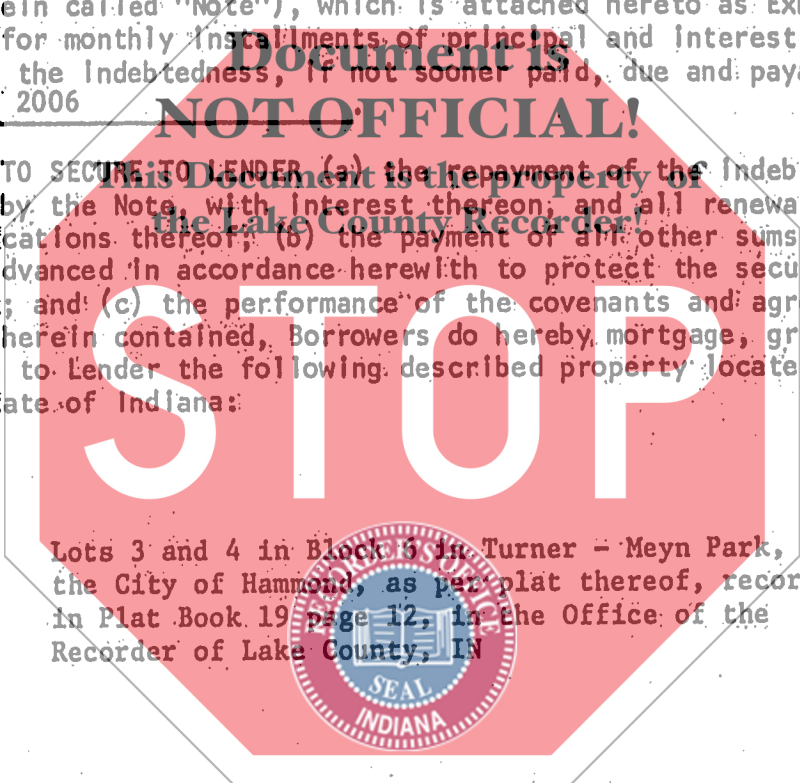 ein called "Note"), which is attached hereto as Ex
for monthly installments of principal and interest
the Indebtedness, if not sooner paid, due and pay
2006
Document is
NOT OFFICIAL!
This Document is the property of
the Lake County Recorder!
TO SECURE TO LENDER (a) the repayment of the Indeb
by the Note, with interest thereon, and all renewa
cations thereof; (b) the payment of all other sums
dvanced in accordance herewith to protect the secu
; and (c) the performance of the covenants and agr
herein contained, Borrowers do hereby mortgage, gr
to Lender the following described property locate
ate of Indiana:
STOP
Lots 3 and 4 in Block 6 in Turner - Meyn Park,
the City of Hammond, as per plat thereof, recor
in Plat Book 19 page 12, in the Office of the
Recorder of Lake County, IN
RECORDER'S OFFICE
SEAL
INDIANA